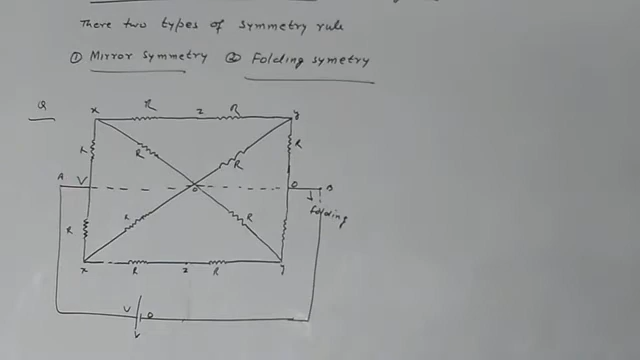 There two types of symmetry rule
① Mirror symmetry ② Folding symetry
Q
x R z R y
R R R R
A V o O B
folding
R R R
x R z R y
V O
V